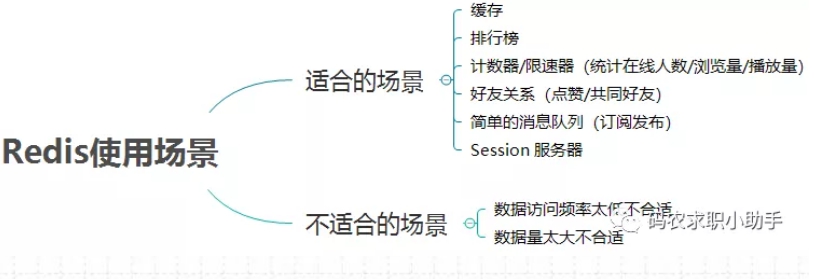 Redis使用场景
适合的场景
缓存
排行榜
计数器/限速器（统计在线人数/浏览量/播放量）
好友关系（点赞/共同好友）
简单的消息队列（订阅发布）
Session 服务器
不适合的场景
数据访问频率太低不合适
数据量太大不合适
码农求职小助手